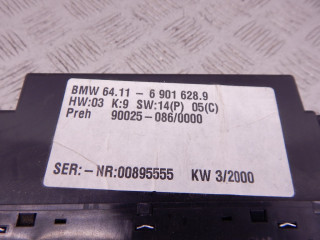 BMW 64.11 - 6 901 628.9
HW:03 K:9 SW:14(P) 05(C)
Preh 90025-086/0000
SER:-NR:00895555 KW 3/2000